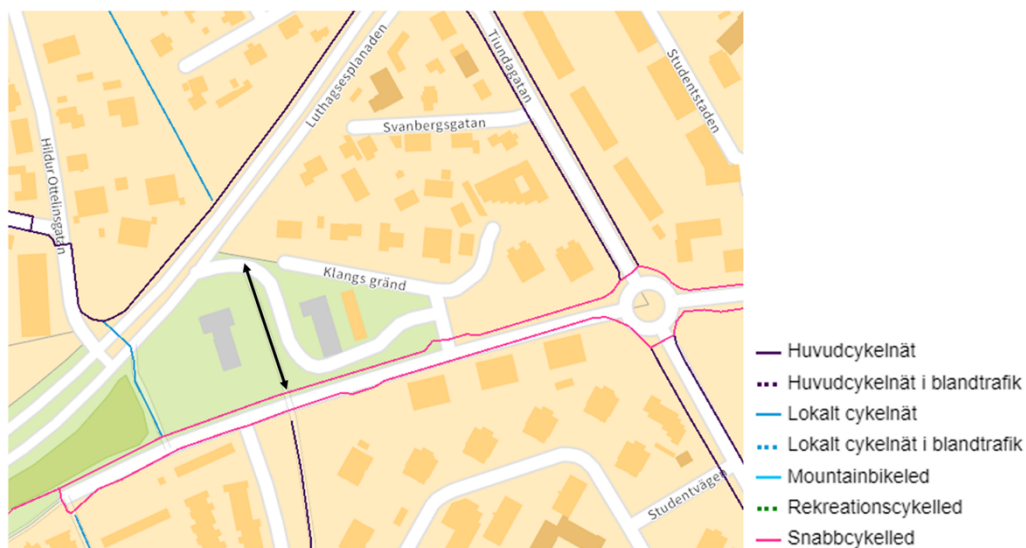 Luthagsesplanaden
Tiundagatan
Studentstaden
Svanbergsgatan
Hildur Ottelinsgatan
Klangs gränd
Studentvägen
Huvudcykelnät
Huvudcykelnät i blandtrafik
Lokalt cykelnät
Lokalt cykelnät i blandtrafik
Mountainbikeled
Rekreationscykelled
Snabbcykelled